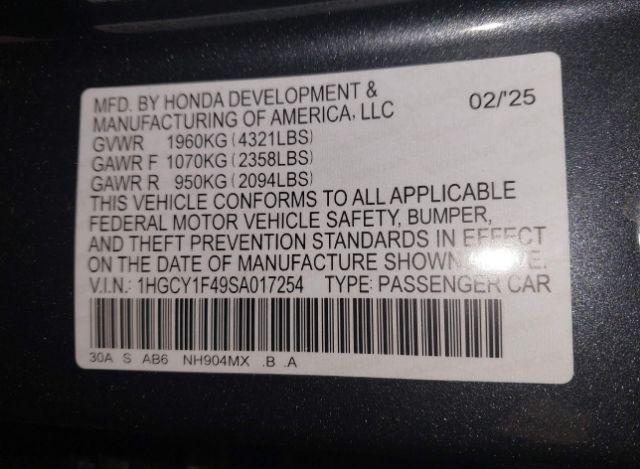 MFD. BY HONDA DEVELOPMENT & 02/'25
MANUFACTURING OF AMERICA, LLC
GVWR 1960KG (4321LBS)
GAWR F 1070KG (2358LBS)
GAWR R 950KG (2094LBS)
THIS VEHICLE CONFORMS TO ALL APPLICABLE
FEDERAL MOTOR VEHICLE SAFETY, BUMPER,
AND THEFT PREVENTION STANDARDS IN EFFECT
ON THE DATE OF MANUFACTURE SHOWN
V.I.N.: 1HGCY1F49SA017254 TYPE: PASSENGER CAR
30A S AB6 NH904MX .B .A